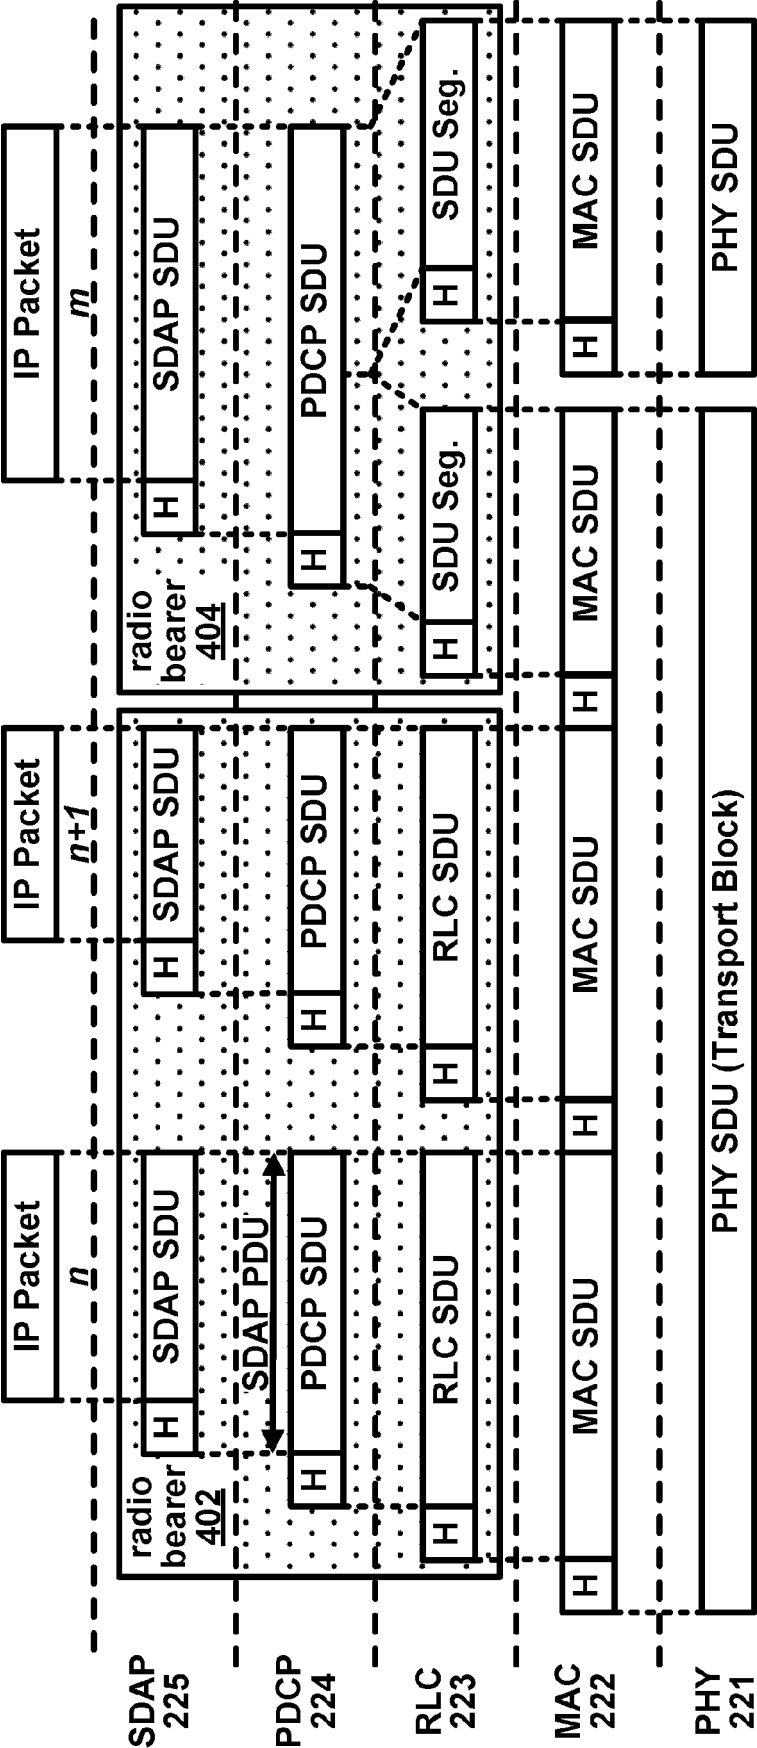 IP Packet
n
IP Packet
n+1
IP Packet
m
SDAP
225
radio
bearer
402
H
SDAP SDU
H
SDAP SDU
radio
bearer
404
H
SDAP SDU
SDAP PDU
PDCP
224
H
PDCP SDU
H
PDCP SDU
H
PDCP SDU
RLC
223
H
RLC SDU
H
RLC SDU
H
SDU Seg.
H
SDU Seg.
MAC
222
H
MAC SDU
H
MAC SDU
H
MAC SDU
H
MAC SDU
PHY
221
PHY SDU (Transport Block)
PHY SDU